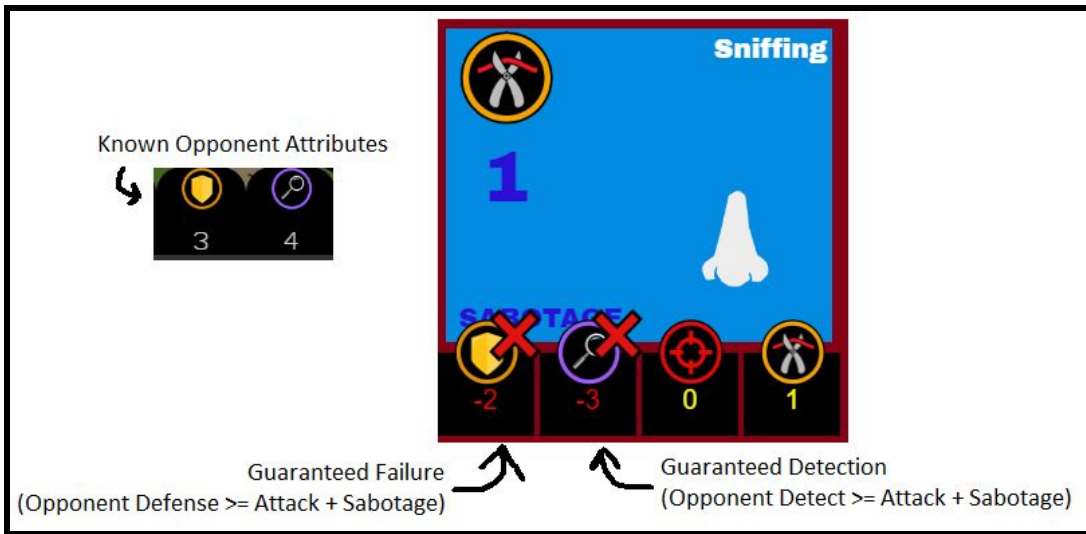 Sniffing
Known Opponent Attributes
1
3 4
SABOTAGE
-2 -3 0 1
Guaranteed Failure
(Opponent Defense >= Attack + Sabotage)
Guaranteed Detection
(Opponent Detect >= Attack + Sabotage)